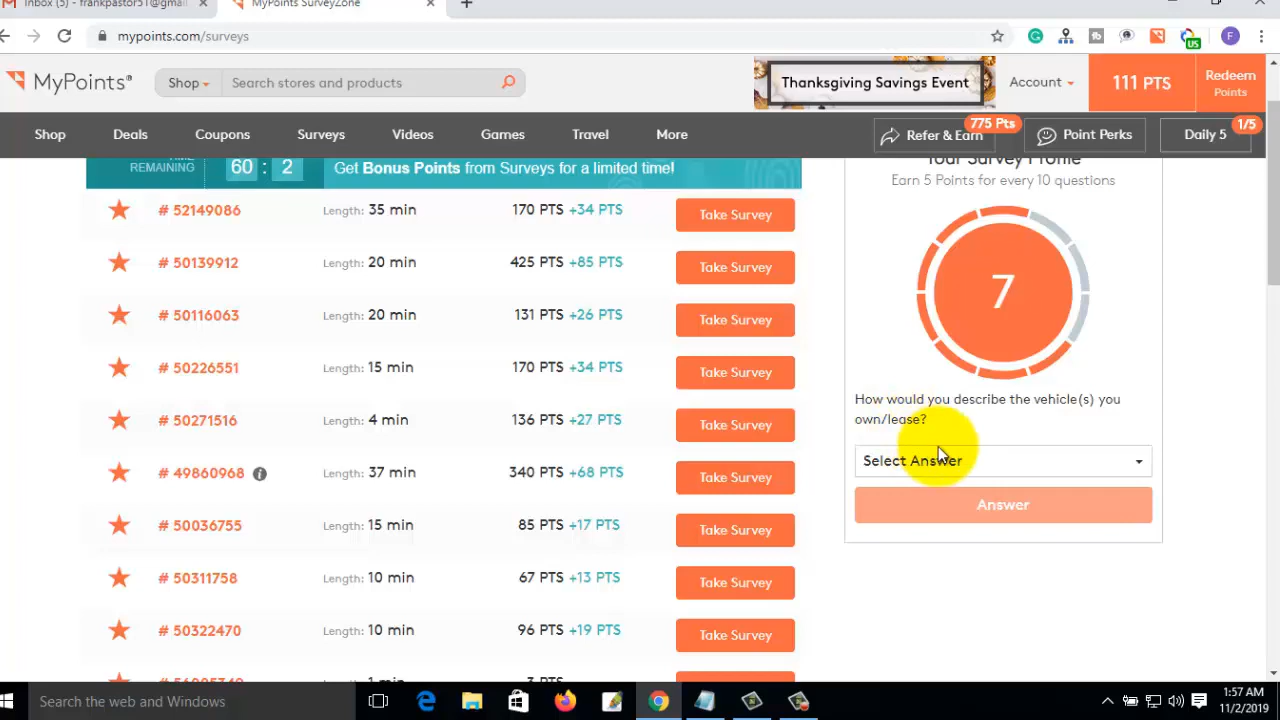 Inbox (5) - frankpastor51@gmail
MyPoints SurveyZone
mypoints.com/surveys
US
F
MyPoints®
Shop
Search stores and products
Thanksgiving Savings Event
Account
111 PTS
Redeem
Points
Shop
Deals
Coupons
Surveys
Videos
Games
Travel
More
Refer & Earn
775 Pts
Point Perks
Daily 5
1/5
TIME
REMAINING
60 : 2
Get Bonus Points from Surveys for a limited time!
# 52149086 Length: 35 min 170 PTS +34 PTS Take Survey
# 50139912 Length: 20 min 425 PTS +85 PTS Take Survey
# 50116063 Length: 20 min 131 PTS +26 PTS Take Survey
# 50226551 Length: 15 min 170 PTS +34 PTS Take Survey
# 50271516 Length: 4 min 136 PTS +27 PTS Take Survey
# 49860968 Length: 37 min 340 PTS +68 PTS Take Survey
# 50036755 Length: 15 min 85 PTS +17 PTS Take Survey
# 50311758 Length: 10 min 67 PTS +13 PTS Take Survey
# 50322470 Length: 10 min 96 PTS +19 PTS Take Survey
1 min 3 PTS
Your Survey Profile
Earn 5 Points for every 10 questions
7
How would you describe the vehicle(s) you
own/lease?
Select Answer
Answer
Search the web and Windows
1:57 AM
11/2/2019